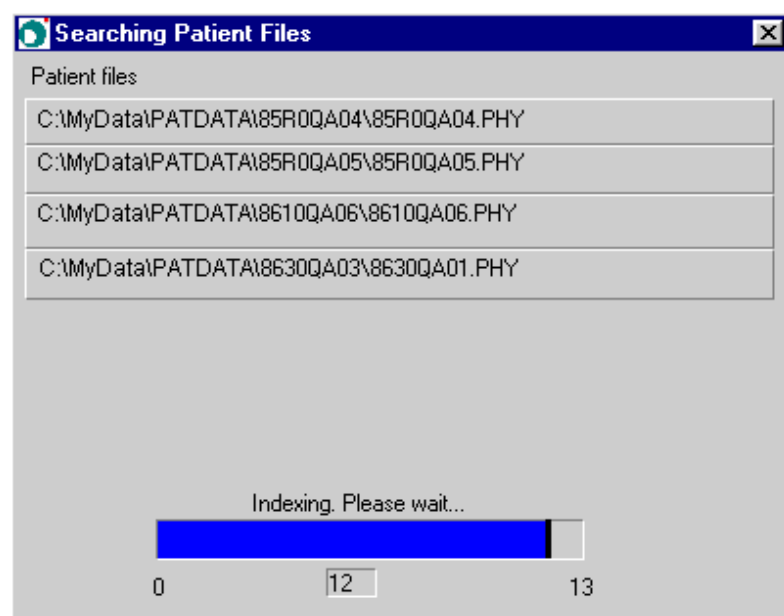 Searching Patient Files
Patient files
C:\MyData\PATDATA\85R0QA04\85R0QA04.PHY
C:\MyData\PATDATA\85R0QA05\85R0QA05.PHY
C:\MyData\PATDATA\8610QA06\8610QA06.PHY
C:\MyData\PATDATA\8630QA03\8630QA01.PHY
Indexing. Please wait...
0 12 13